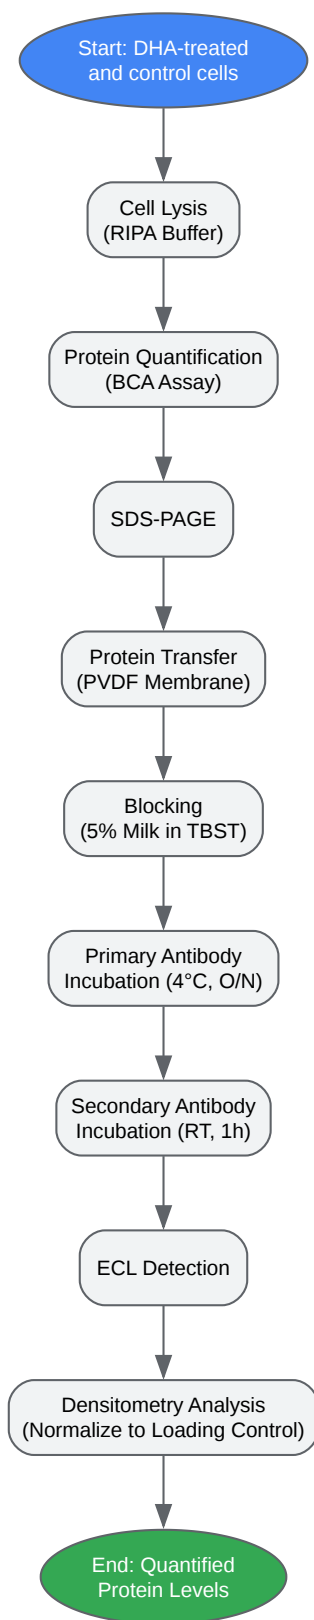 Start: DHA-treated
and control cells
Cell Lysis
(RIPA Buffer)
Protein Quantification
(BCA Assay)
SDS-PAGE
Protein Transfer
(PVDF Membrane)
Blocking
(5% Milk in TBST)
Primary Antibody
Incubation (4°C, O/N)
Secondary Antibody
Incubation (RT, 1h)
ECL Detection
Densitometry Analysis
(Normalize to Loading Control)
End: Quantified
Protein Levels